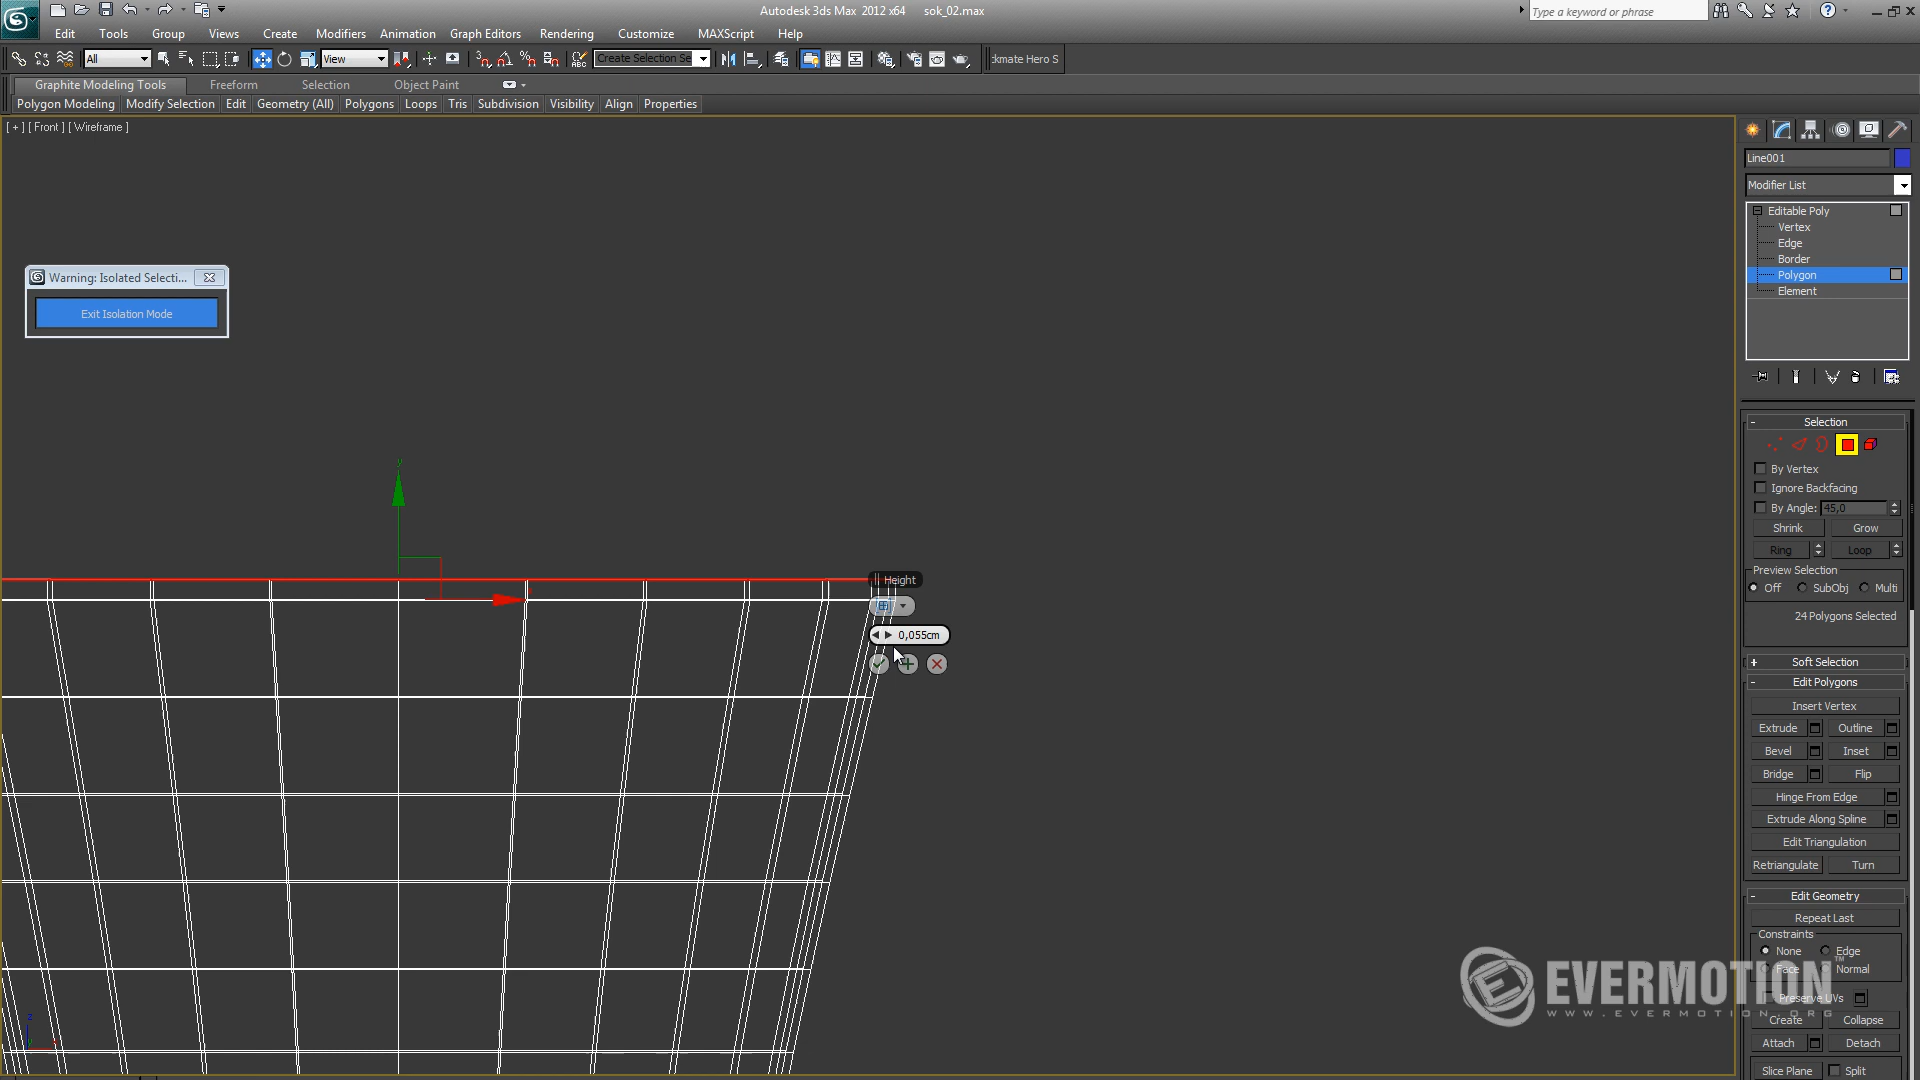 Autodesk 3ds Max 2012 x64 sok_02.max
Type a keyword or phrase
Edit Tools Group Views Create Modifiers Animation Graph Editors Rendering Customize MAXScript Help
All View Create Selection Se kmate Hero S
Graphite Modeling Tools Freeform Selection Object Paint
Polygon Modeling Modify Selection Edit Geometry (All) Polygons Loops Tris Subdivision Visibility Align Properties
[ + ] [ Front ] [ Wireframe ]
Warning: Isolated Selecti...
Exit Isolation Mode
y
Height
0,055cm
z
Line001
Modifier List
Editable Poly
Vertex
Edge
Border
Polygon
Element
- Selection
By Vertex
Ignore Backfacing
By Angle: 45,0
Shrink Grow
Ring Loop
Preview Selection
Off SubObj Multi
24 Polygons Selected
+ Soft Selection
- Edit Polygons
Insert Vertex
Extrude Outline
Bevel Inset
Bridge Flip
Hinge From Edge
Extrude Along Spline
Edit Triangulation
Retriangulate Turn
- Edit Geometry
Repeat Last
Constraints
None Edge
Face Normal
Preserve UVs
Create Collapse
Attach Detach
Slice Plane Split
EVERMOTION™
WWW.EVERMOTION.ORG